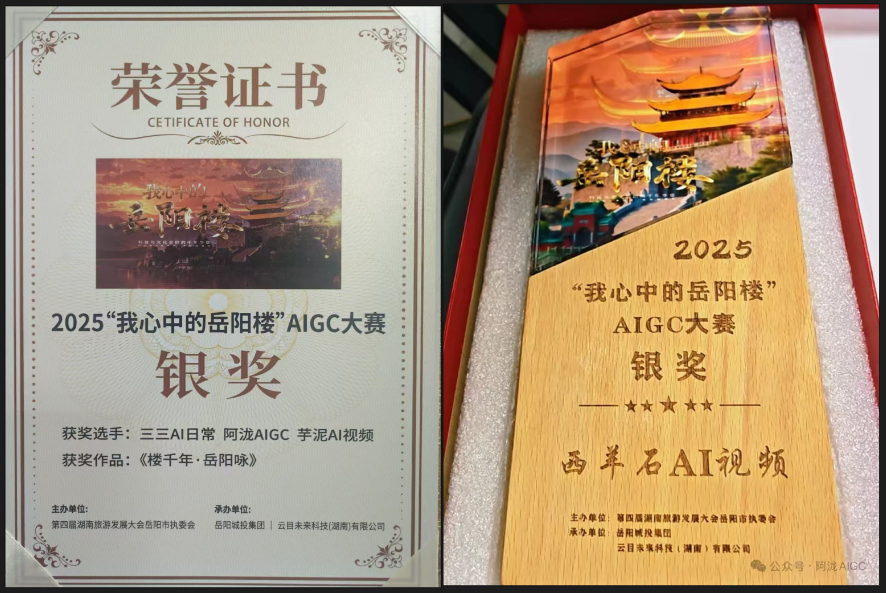 荣誉证书
CETIFICATE OF HONOR
我心中的
岳阳楼
2025“我心中的岳阳楼”AIGC大赛
银奖
获奖选手：三三AI日常 阿泷AIGC 芋泥AI视频
获奖作品：《楼千年·岳阳咏》
主办单位：
第四届湖南旅游发展大会岳阳市执委会
承办单位：
岳阳城投集团 | 云目未来科技(湖南)有限公司
我心中的
岳阳楼
2025
“我心中的岳阳楼”
AIGC大赛
银奖
西羊石AI视频
主办单位：第四届湖南旅游发展大会岳阳市执委会
承办单位：岳阳城投集团
云目未来科技（湖南）有限公司
公众号·阿泷AIGC